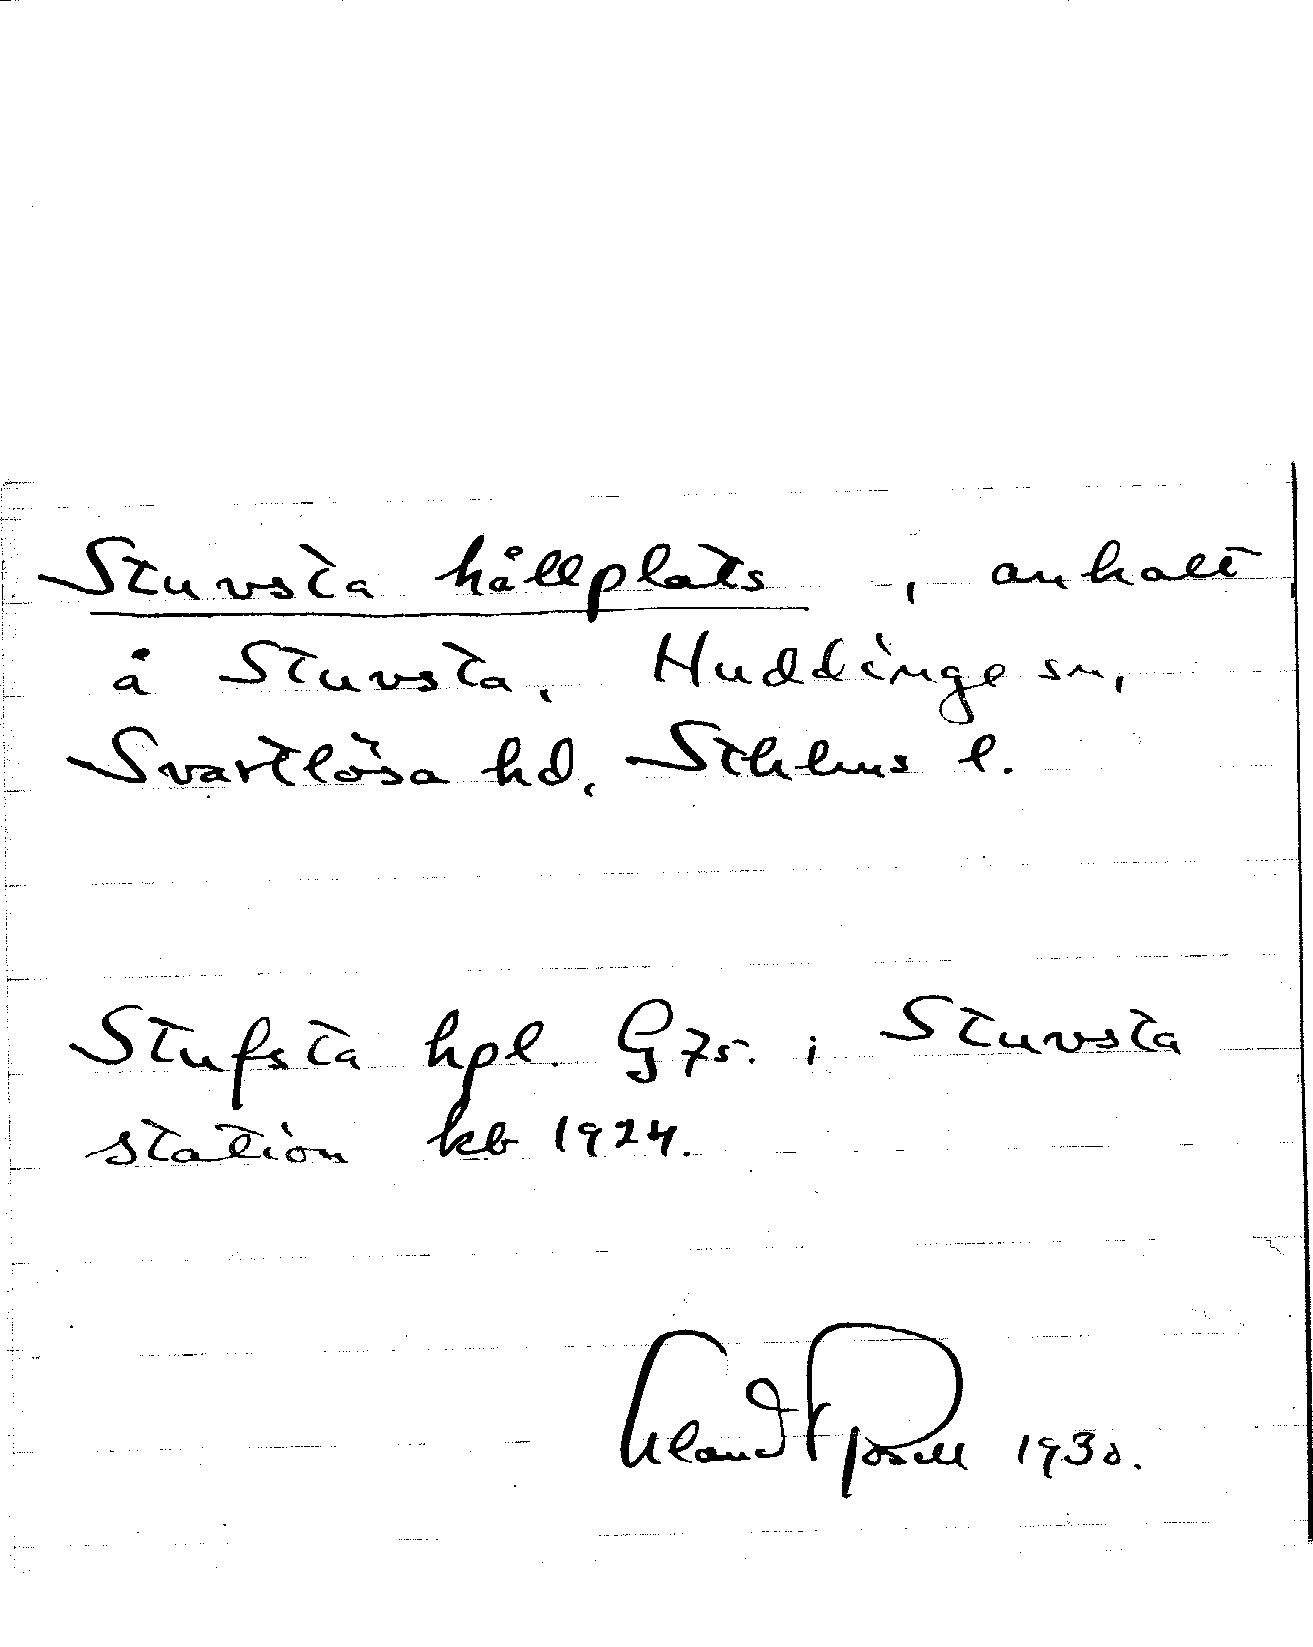 Stuvsta hållplats, anhalt
å Stuvsta, Huddinge sn,
Svartlösa hd, Sthlms l.
Stufsta hpl. G 75. i Stuvsta
station kb 1924.
1930.